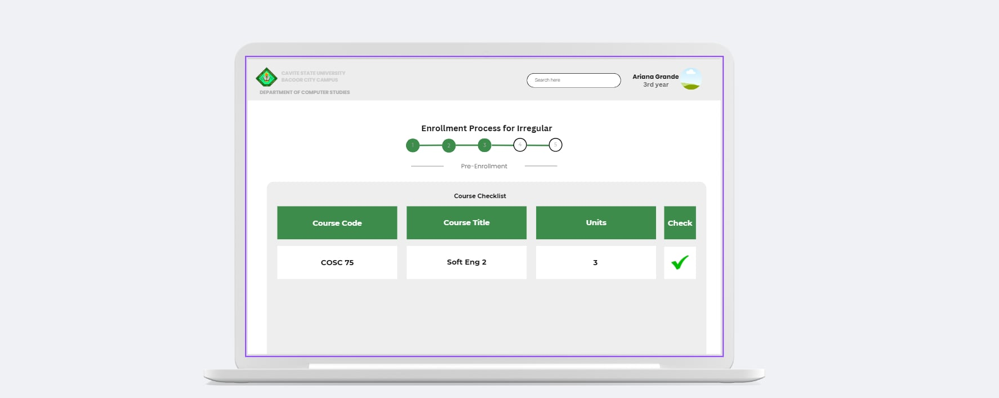 CAVITE STATE UNIVERSITY
BACOOR CITY CAMPUS
DEPARTMENT OF COMPUTER STUDIES
Search here
Ariana Grande
3rd year
Enrollment Process for Irregular
1 2 3 4 5
Pre-Enrollment
Course Checklist
Course Code Course Title Units Check
COSC 75 Soft Eng 2 3